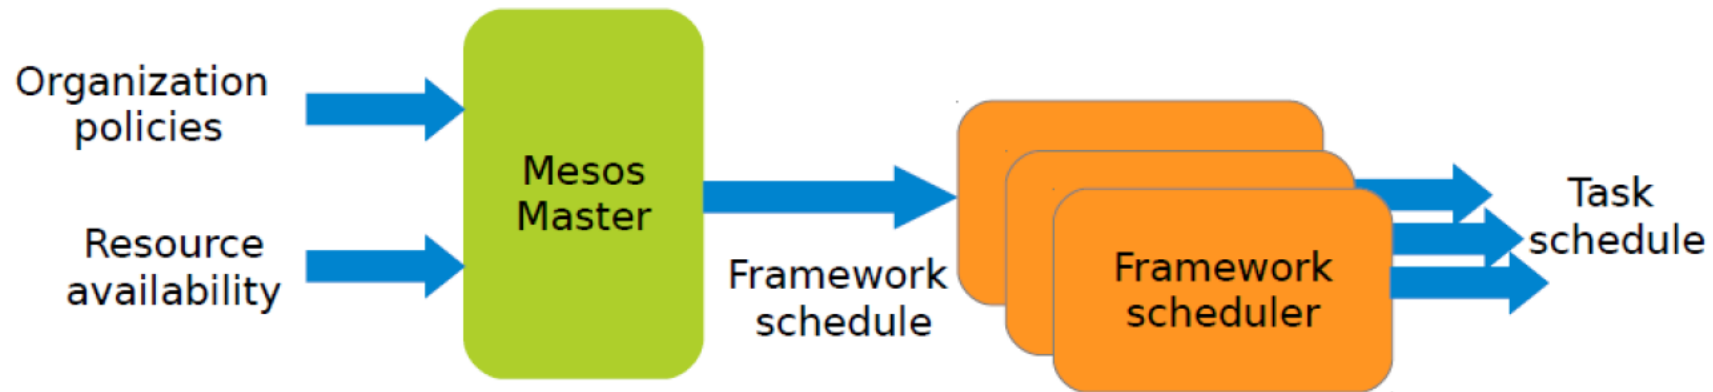 Organization
policies
Resource
availability
Mesos
Master
Framework
schedule
Framework
scheduler
Task
schedule